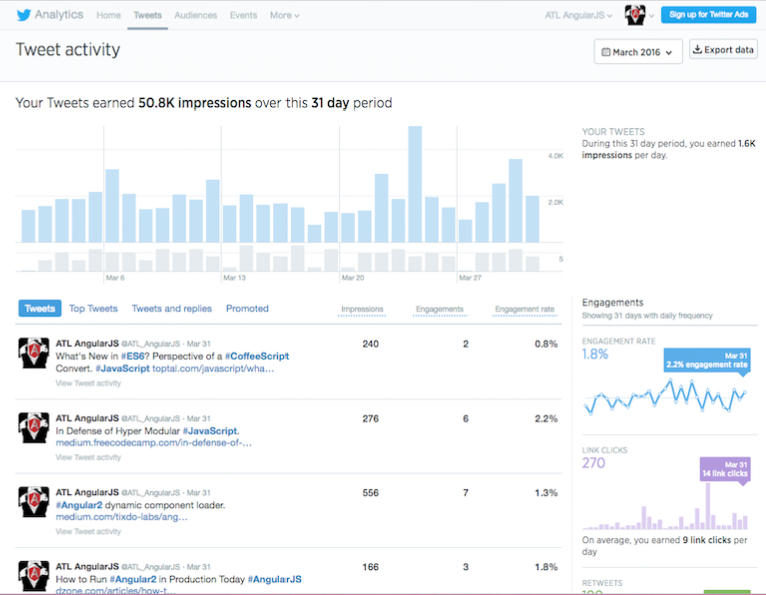 Analytics Home Tweets Audiences Events More ATL AngularJS Sign up for Twitter Ads
Tweet activity
March 2016 Export data
Your Tweets earned 50.8K impressions over this 31 day period
4.0K
2.0K
5
Mar 6 Mar 13 Mar 20 Mar 27
YOUR TWEETS
During this 31 day period, you earned 1.6K
impressions per day.
Tweets Top Tweets Tweets and replies Promoted Impressions Engagements Engagement rate
ATL AngularJS @ATL_AngularJS · Mar 31
What's New in #ES6? Perspective of a #CoffeeScript
Convert. #JavaScript toptal.com/javascript/wha…
View Tweet activity
240 2 0.8%
ATL AngularJS @ATL_AngularJS · Mar 31
In Defense of Hyper Modular #JavaScript.
medium.freecodecamp.com/in-defense-of-…
View Tweet activity
276 6 2.2%
ATL AngularJS @ATL_AngularJS · Mar 31
#Angular2 dynamic component loader.
medium.com/tixdo-labs/ang…
View Tweet activity
556 7 1.3%
ATL AngularJS @ATL_AngularJS · Mar 31
How to Run #Angular2 in Production Today #AngularJS
dzone.com/articles/how-t…
166 3 1.8%
Engagements
Showing 31 days with daily frequency
ENGAGEMENT RATE
1.8%
Mar 31
2.2% engagement rate
LINK CLICKS
270
Mar 31
14 link clicks
On average, you earned 9 link clicks per
day
RETWEETS